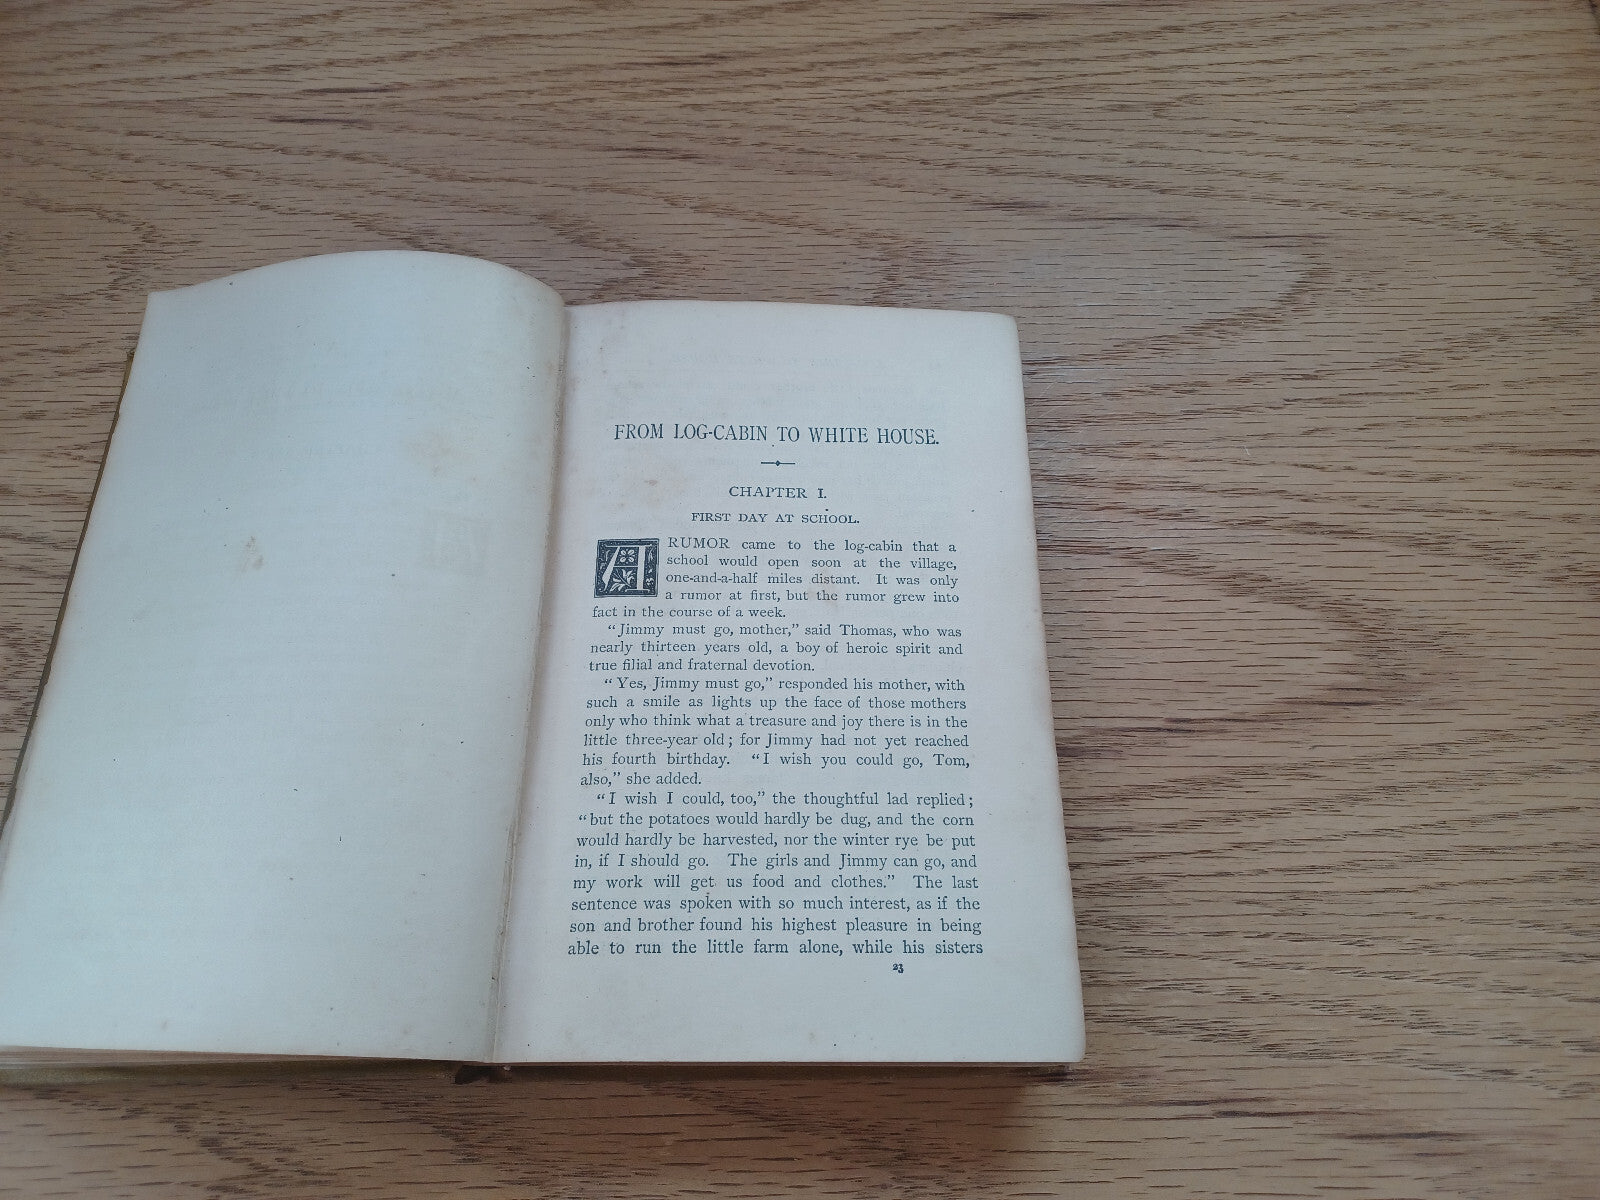 FROM LOG-CABIN TO WHITE HOUSE.
CHAPTER I.
FIRST DAY AT SCHOOL.
A RUMOR came to the log-cabin that a
school would open soon at the village,
one-and-a-half miles distant. It was only
a rumor at first, but the rumor grew into
fact in the course of a week.
"Jimmy must go, mother," said Thomas, who was
nearly thirteen years old, a boy of heroic spirit and
true filial and fraternal devotion.
"Yes, Jimmy must go," responded his mother, with
such a smile as lights up the face of those mothers
only who think what a treasure and joy there is in the
little three-year old; for Jimmy had not yet reached
his fourth birthday. "I wish you could go, Tom,
also," she added.
"I wish I could, too," the thoughtful lad replied;
"but the potatoes would hardly be dug, and the corn
would hardly be harvested, nor the winter rye be put
in, if I should go. The girls and Jimmy can go, and
my work will get us food and clothes." The last
sentence was spoken with so much interest, as if the
son and brother found his highest pleasure in being
able to run the little farm alone, while his sisters
23